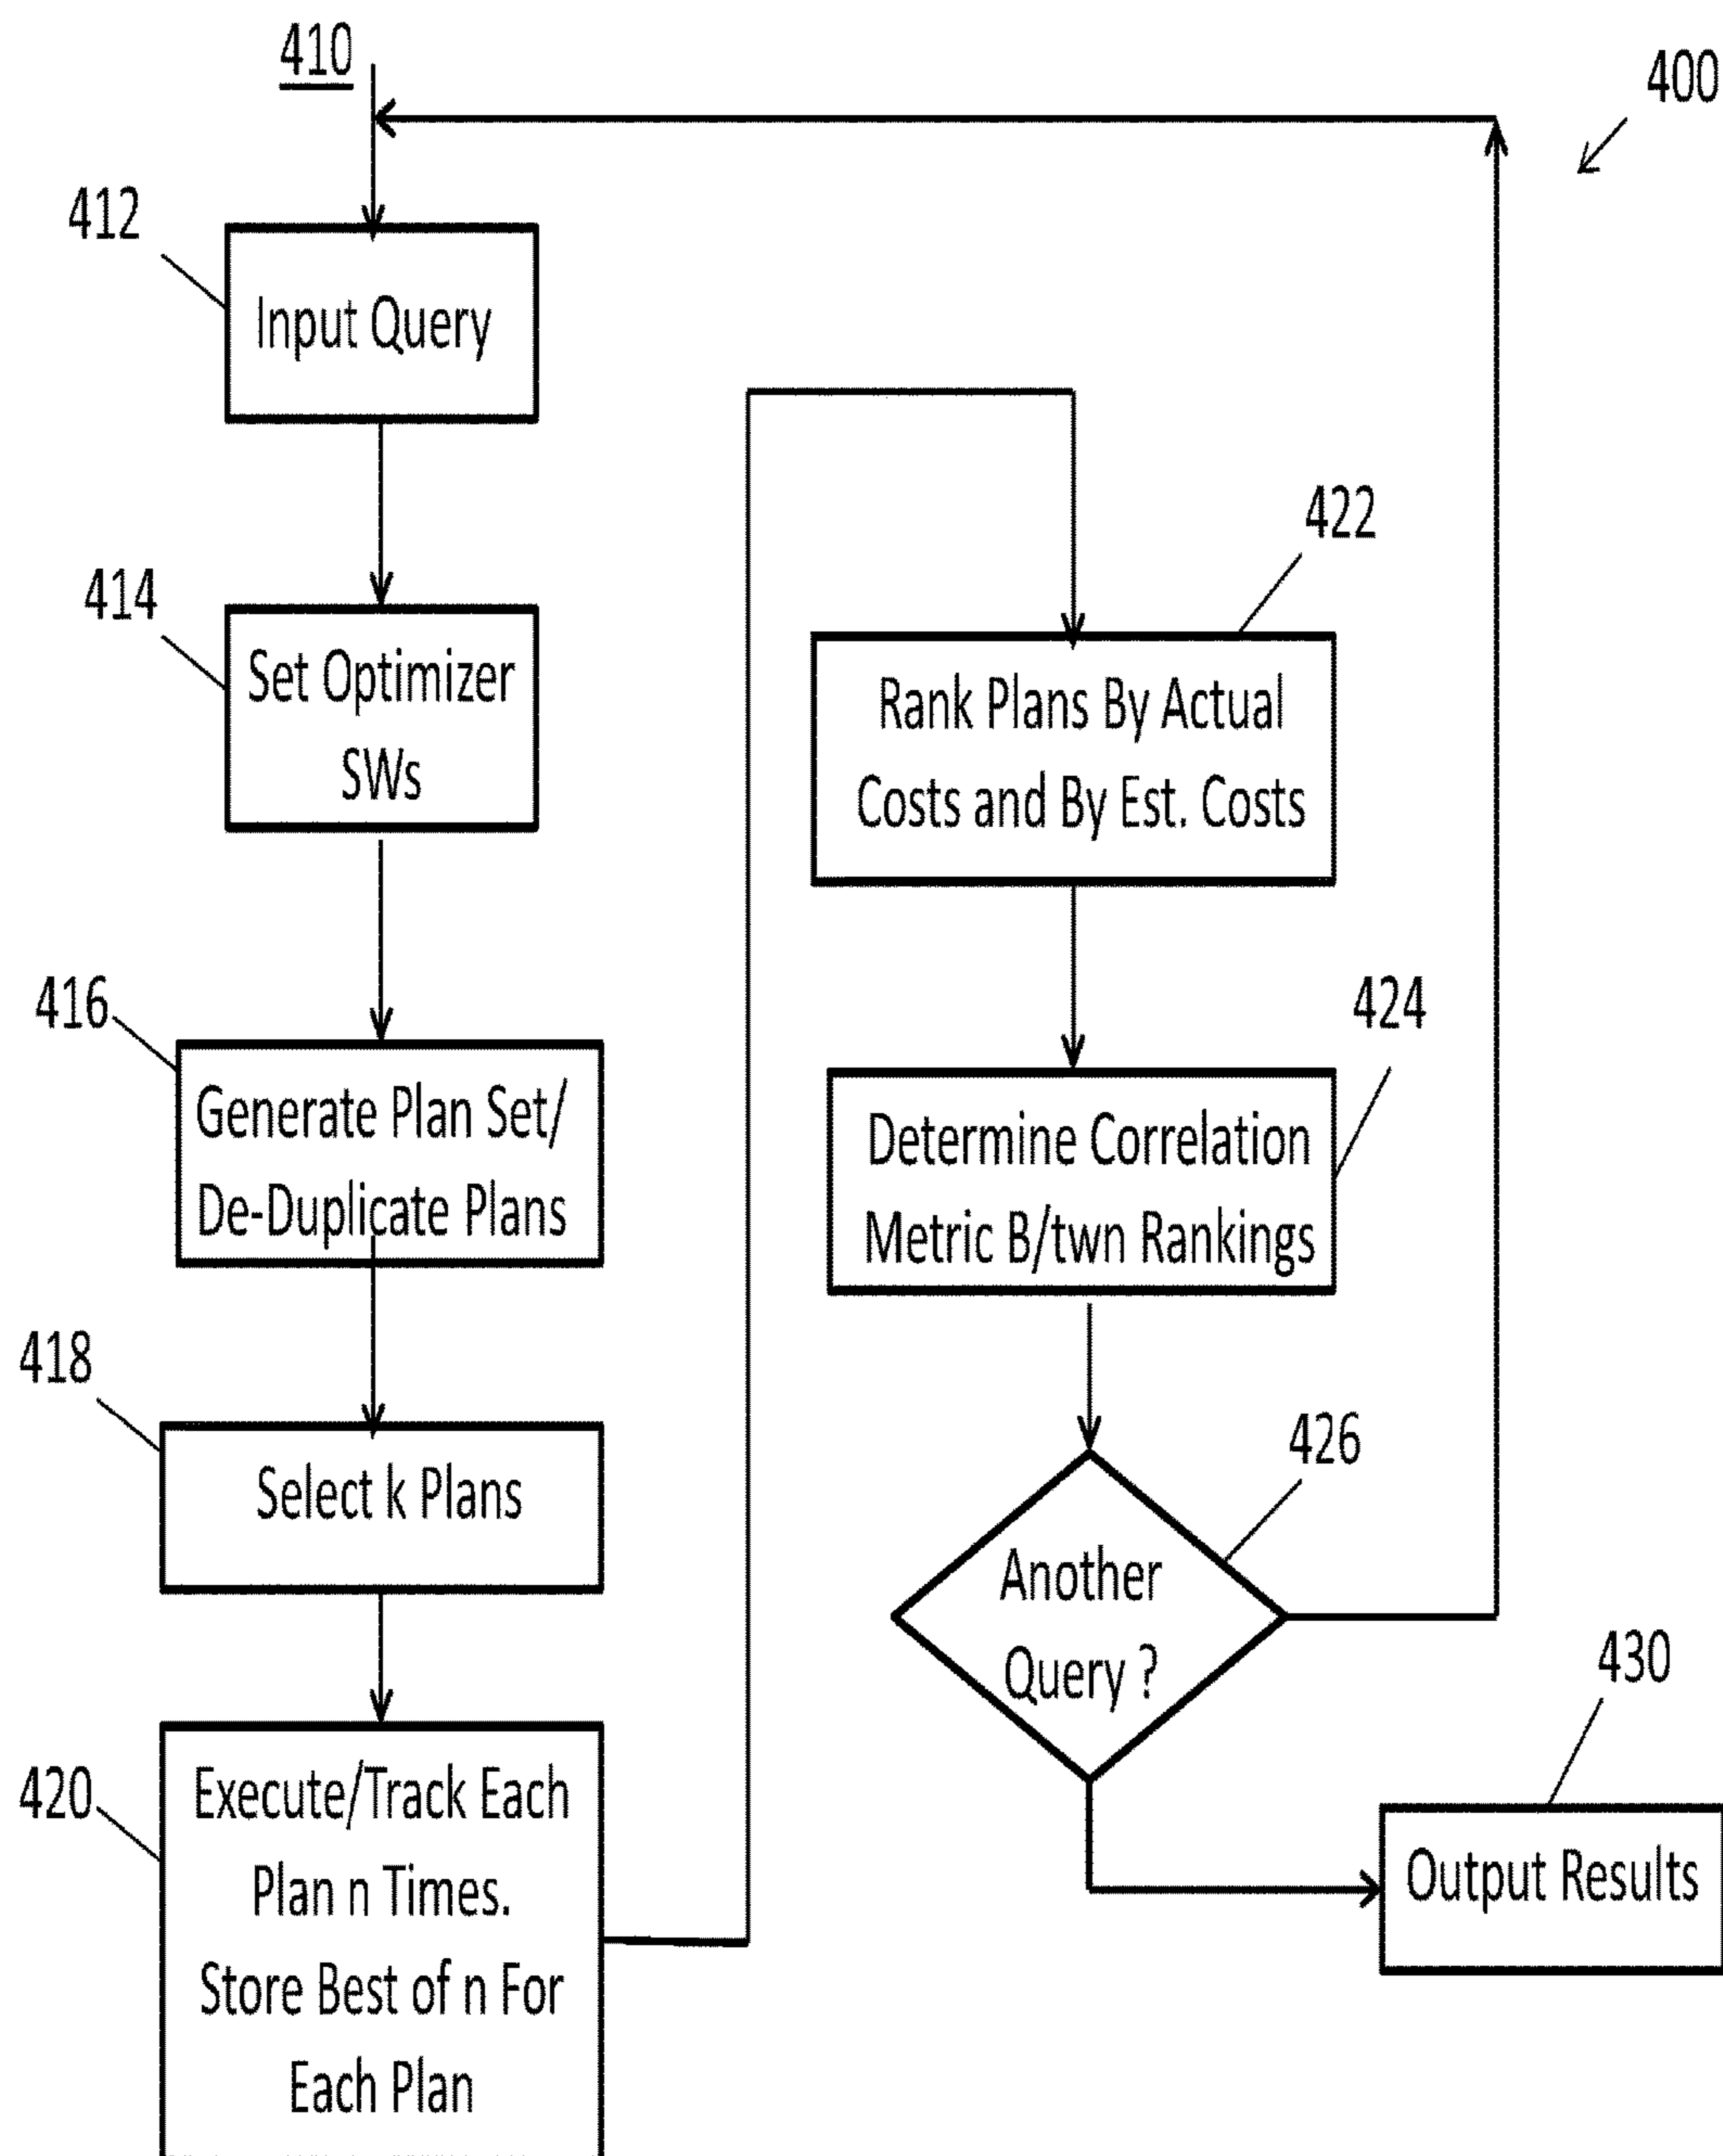 410
400
412
Input Query
414
Set Optimizer
SWs
416
Generate Plan Set/
De-Duplicate Plans
418
Select k Plans
420
Execute/Track Each
Plan n Times.
Store Best of n For
Each Plan
422
Rank Plans By Actual
Costs and By Est. Costs
424
Determine Correlation
Metric B/twn Rankings
426
Another
Query ?
430
Output Results